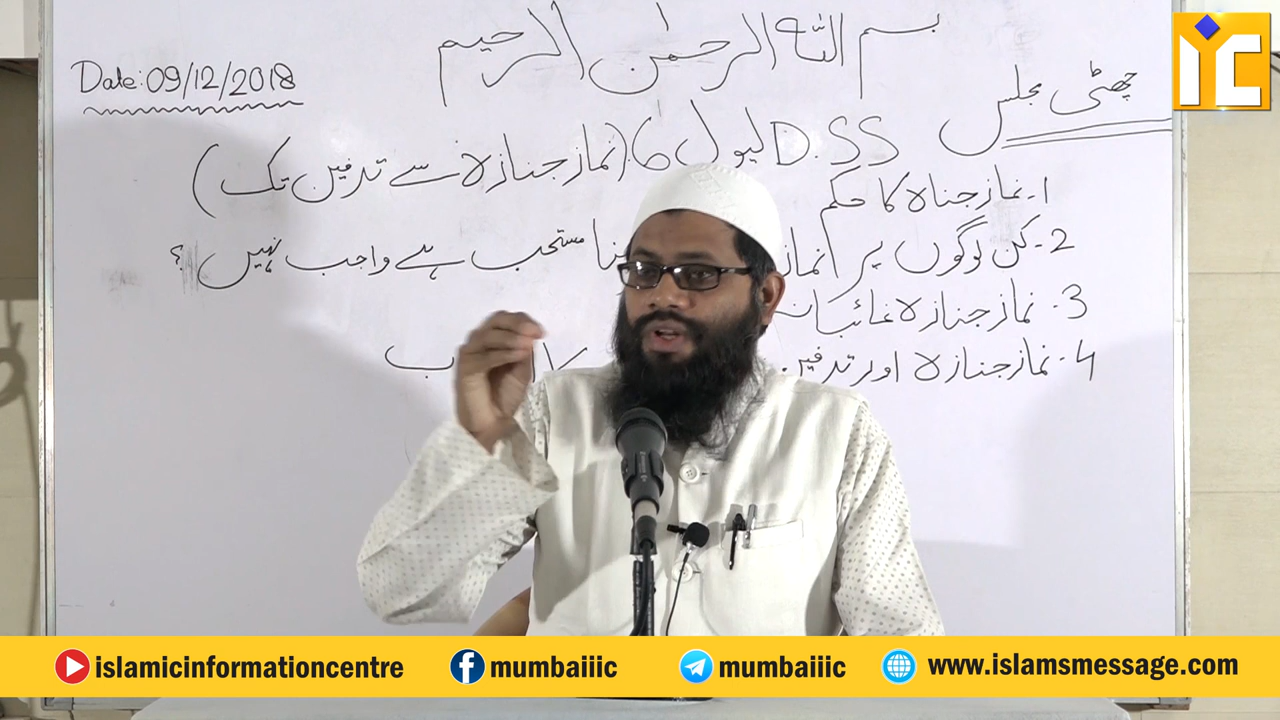 بسم اللہ الرحمٰن الرحیم
Date: 09/12/2018
چھٹی مجلس
D.SS لیول 6 (نماز جنازہ سے تدفین تک)
1۔ نماز جناہ کا حکم
2۔ کن لوگوں پر نماز مستحب ہے واجب نہیں ؟
3۔ نماز جنازہ غائبانہ
4۔ نماز جنازہ اور تدفین
IC
islamicinformationcentre
mumbaiiic
mumbaiiic
www.islamsmessage.com